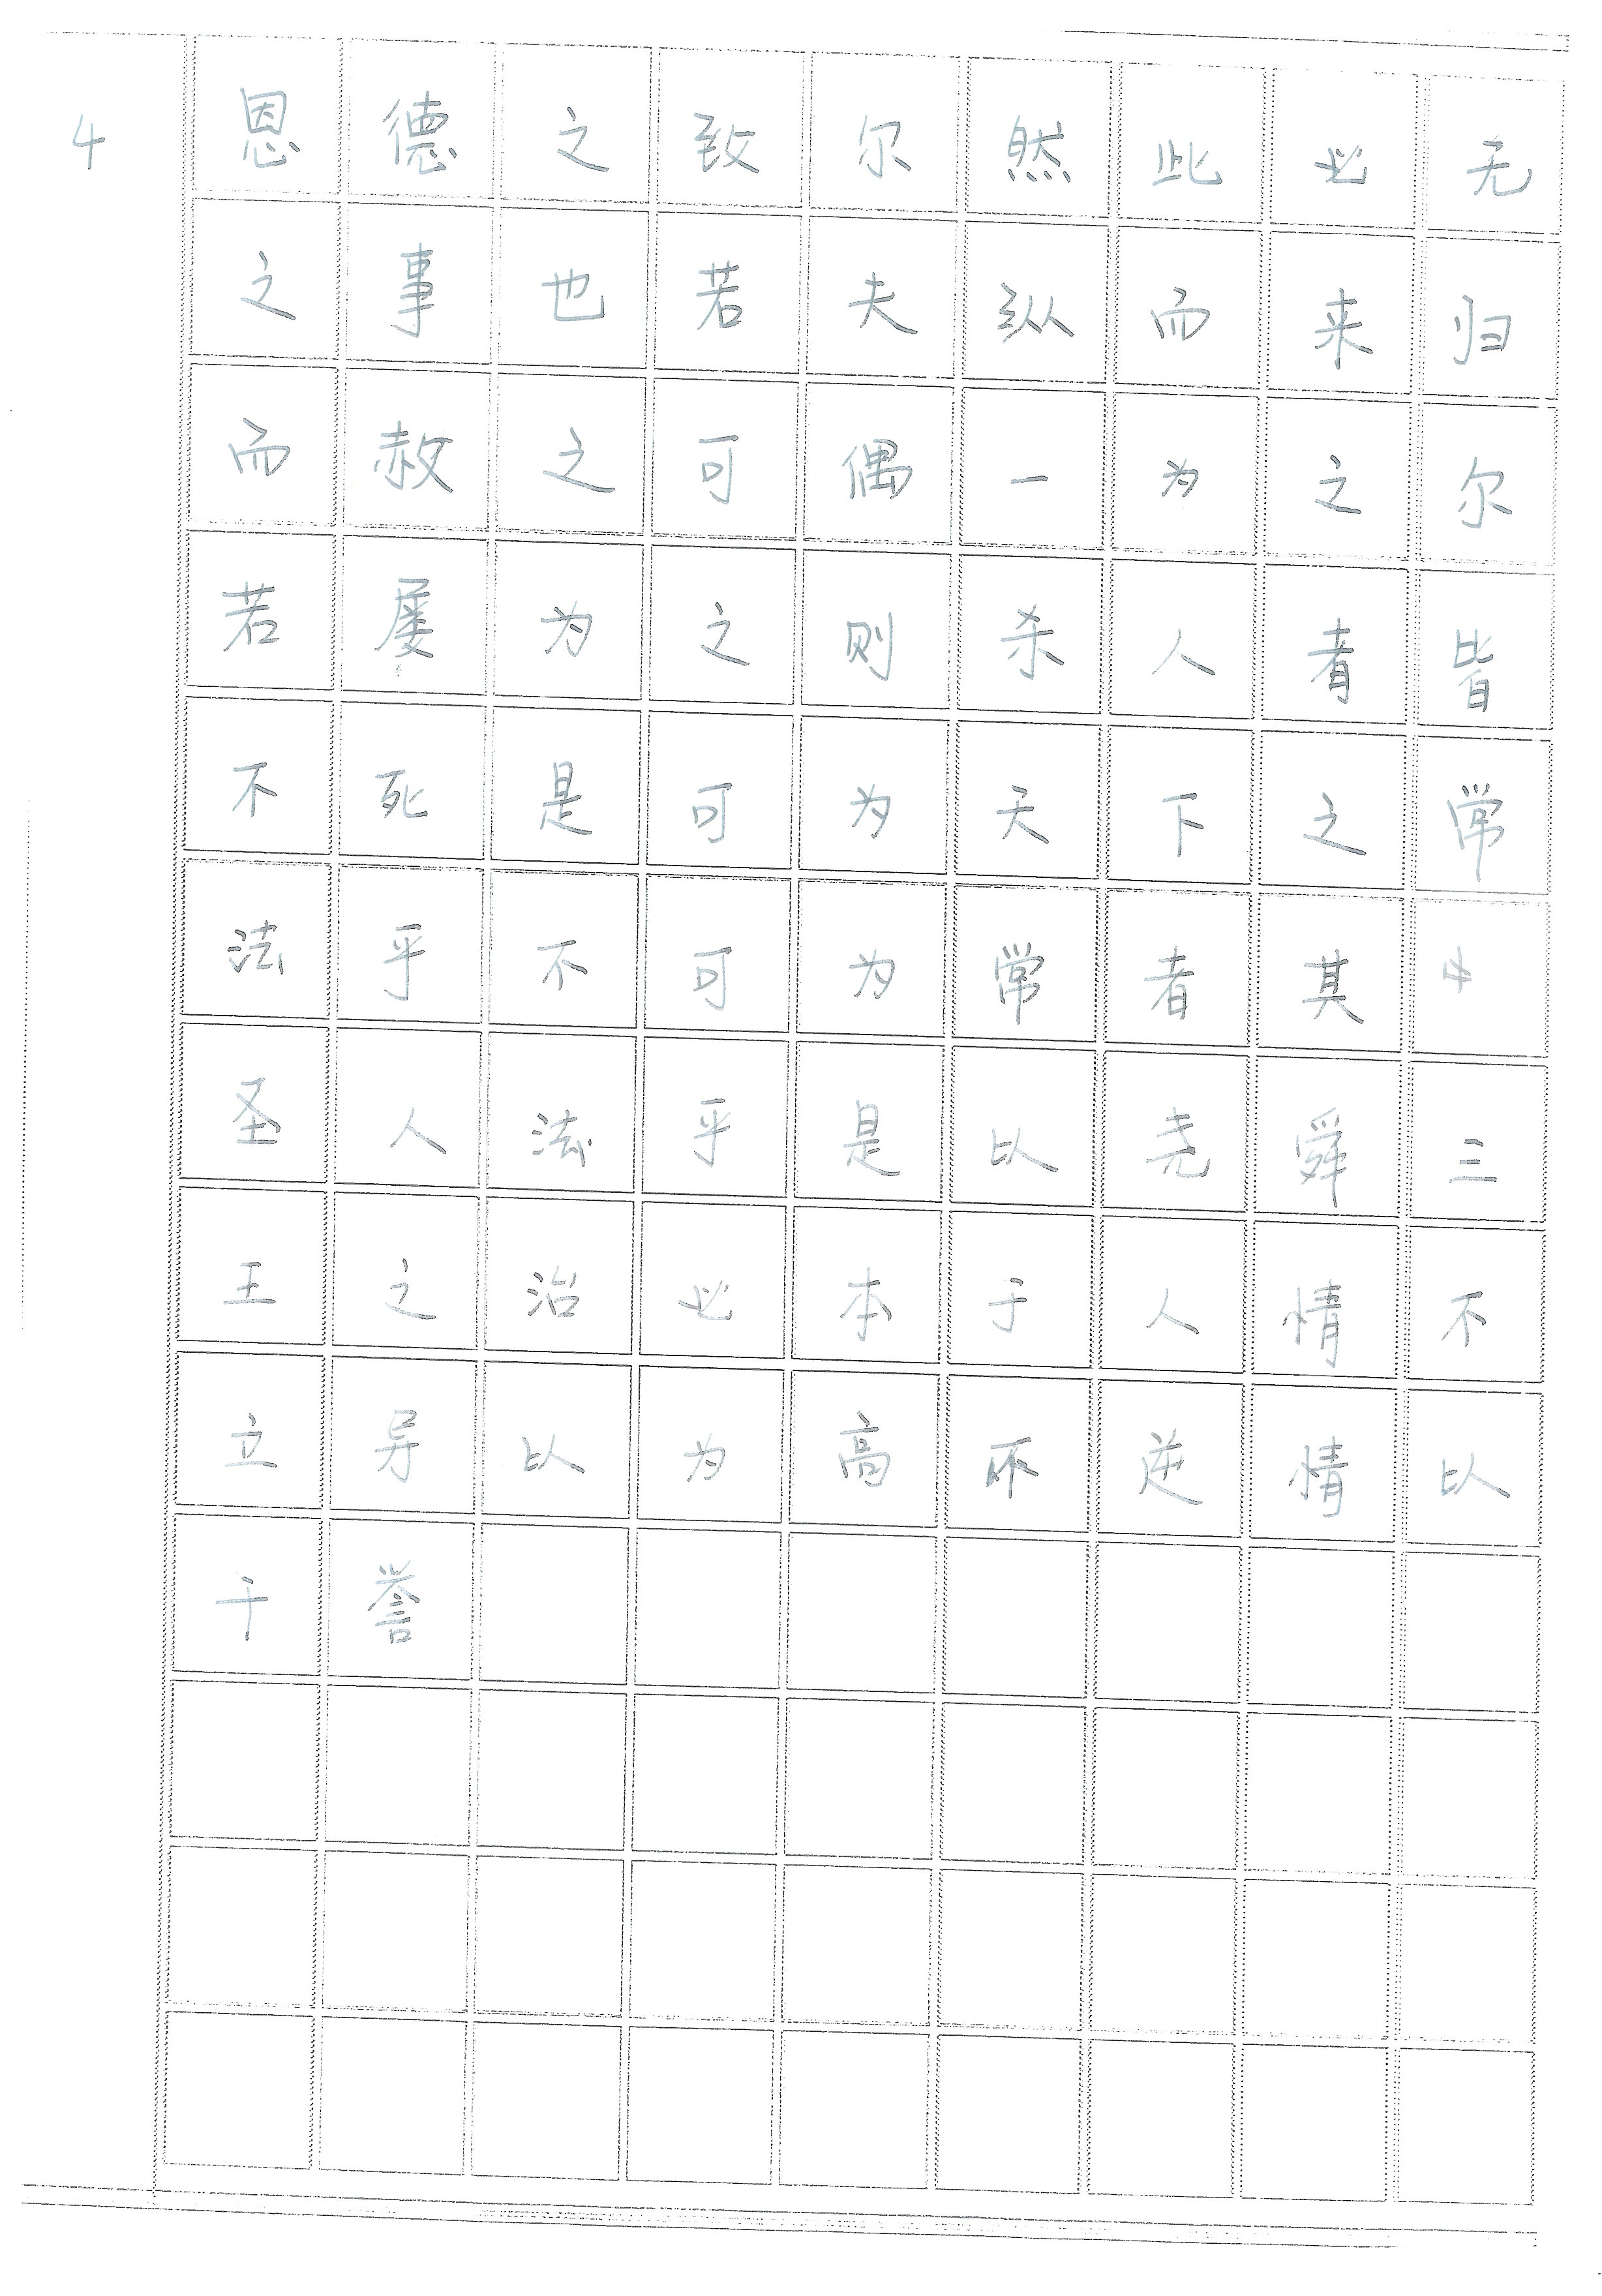 4
恩德之致尔然此必无
之事也若夫纵而来归
而赦之可偶一为之尔
若屡为之则杀人者皆
不死是可为天下之常
法乎不可为常者其4
圣人法乎是以尧舜三
王之治必本于人情不
立异以为高不逆情以
干誉